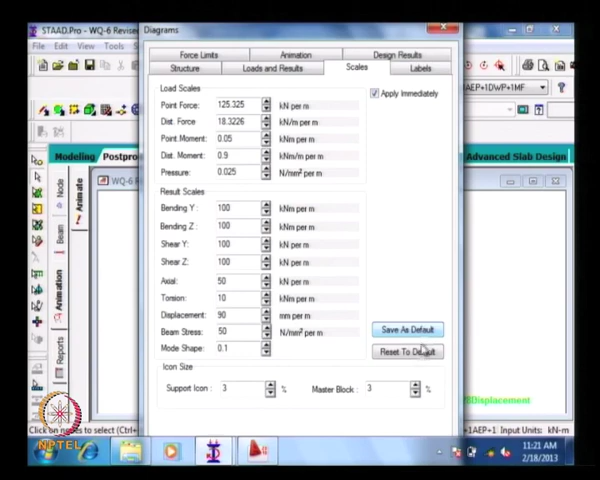 STAAD.Pro - WQ-6 Revised
Diagrams
File Edit View Tools
Force Limits Animation Design Results
Structure Loads and Results Scales Labels
Load Scales
Apply Immediately
Point Force: 125.325 kN per m
Dist. Force: 18.3226 kN/m per m
Point Moment: 0.05 kNm per m
Dist. Moment: 0.9 kNm/m per m
Pressure: 0.025 N/mm² per m
Result Scales
Bending Y: 100 kNm per m
Bending Z: 100 kNm per m
Shear Y: 100 kN per m
Shear Z: 100 kN per m
Axial: 50 kN per m
Torsion: 10 kNm per m
Displacement: 90 mm per m
Beam Stress: 50 N/mm² per m
Mode Shape: 0.1
Save As Default
Reset To Default
Icon Size
Support Icon : 3 %
Master Block : 3 %
AEP+1DWP+1MF
Modeling Postproc
Advanced Slab Design
WQ-6 R
Node
Beam
Animation
Reports
Animate
Displacement
Click on nodes to select (Ctrl+
+1AEP+1 Input Units: kN-m
NPTEL
11:21 AM
2/18/2013